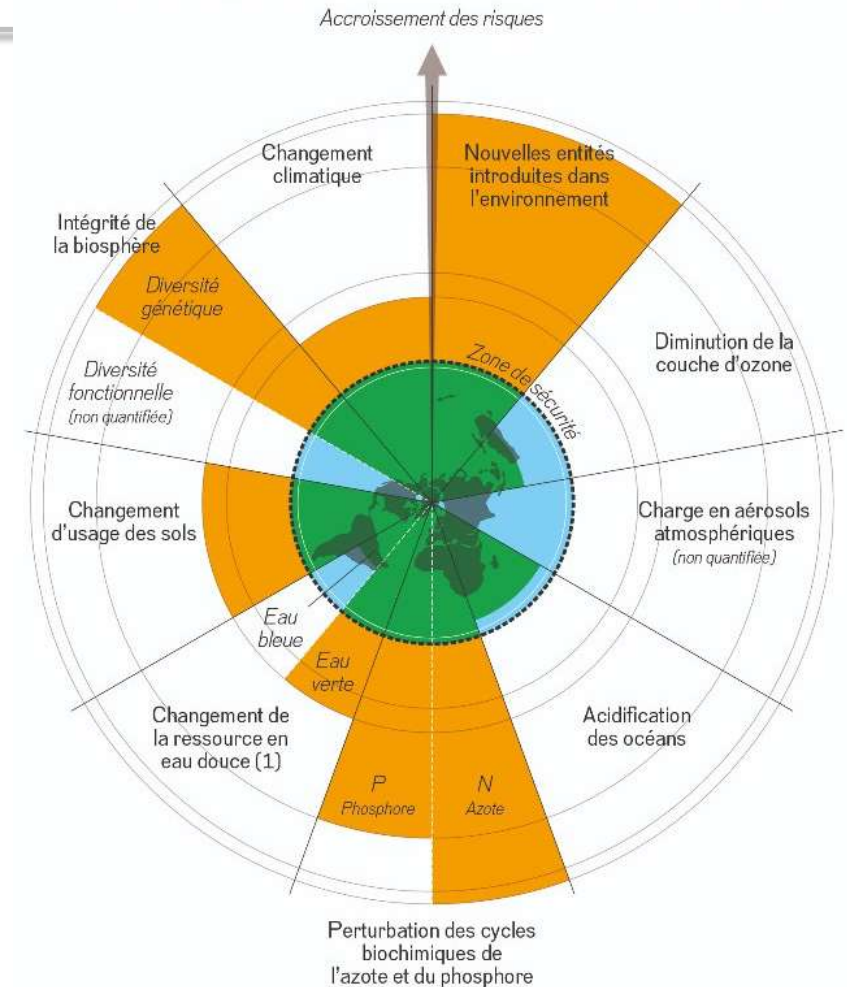 Accroissement des risques
Changement
climatique
Nouvelles entités
introduites dans
l'environnement
Intégrité de
la biosphère
Diversité
génétique
Diversité
fonctionnelle
(non quantifiée)
Zone de sécurité
Diminution de la
couche d'ozone
Changement
d'usage des sols
Charge en aérosols
atmosphériques
(non quantifiée)
Eau
bleue
Eau
verte
Changement de
la ressource en
eau douce (1)
Acidification
des océans
P
Phosphore
N
Azote
Perturbation des cycles
biochimiques de
l'azote et du phosphore